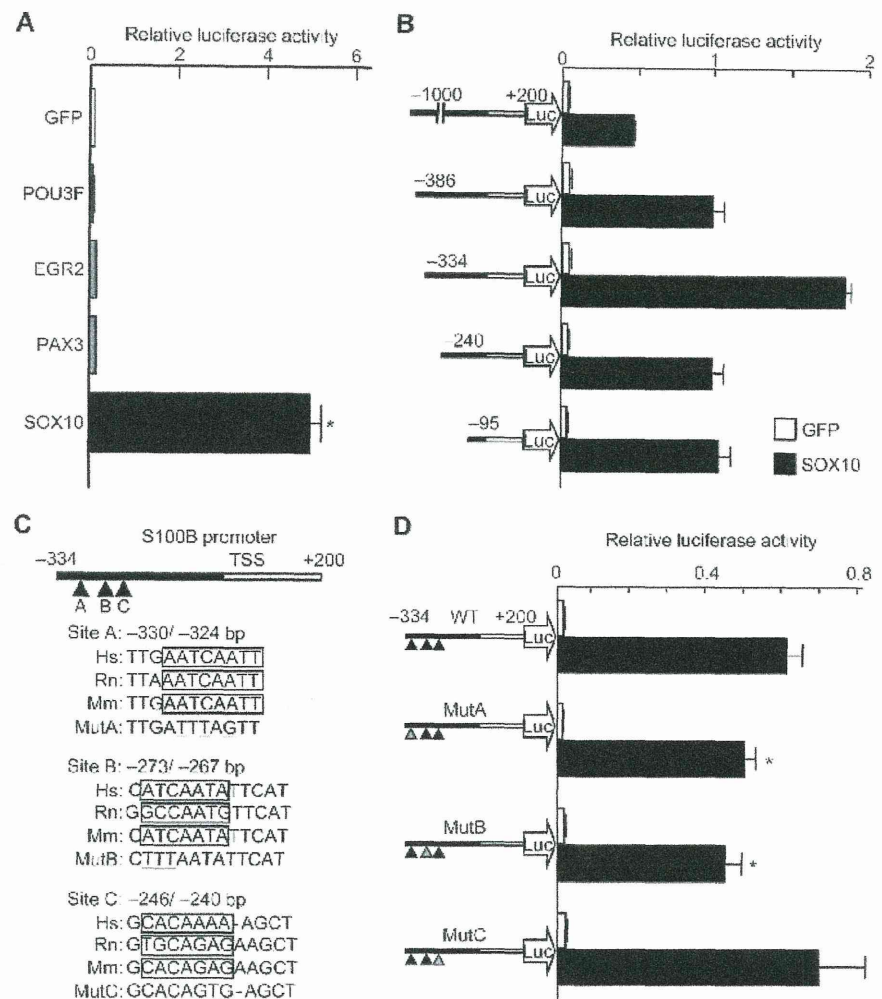 A
Relative luciferase activity
0 2 4 6
GFP
POU3F
EGR2
PAX3
SOX10
*
B
Relative luciferase activity
0 1 2
–1000 +200
Luc
–386
Luc
–334
Luc
–240
Luc
–95
Luc
GFP
SOX10
C
S100B promoter
–334 TSS +200
A B C
Site A: –330/ –324 bp
Hs: TTGAATCAATT
Rn: TTAAATCAATT
Mm: TTGAATCAATT
MutA: TTGATTTAGTT
Site B: –273/ –267 bp
Hs: CATCAATATTCAT
Rn: GGCCAATGTTCAT
Mm: CATCAATATTCAT
MutB: CTTTAATATTCAT
Site C: –246/ –240 bp
Hs: GCACAAAA-AGCT
Rn: GTGCAGAGAAGCT
Mm: GCACAGAGAAGCT
MutC: GCACAGTG-AGCT
D
Relative luciferase activity
0 0.4 0.8
–334 WT +200
Luc
MutA
Luc
*
MutB
Luc
*
MutC
Luc